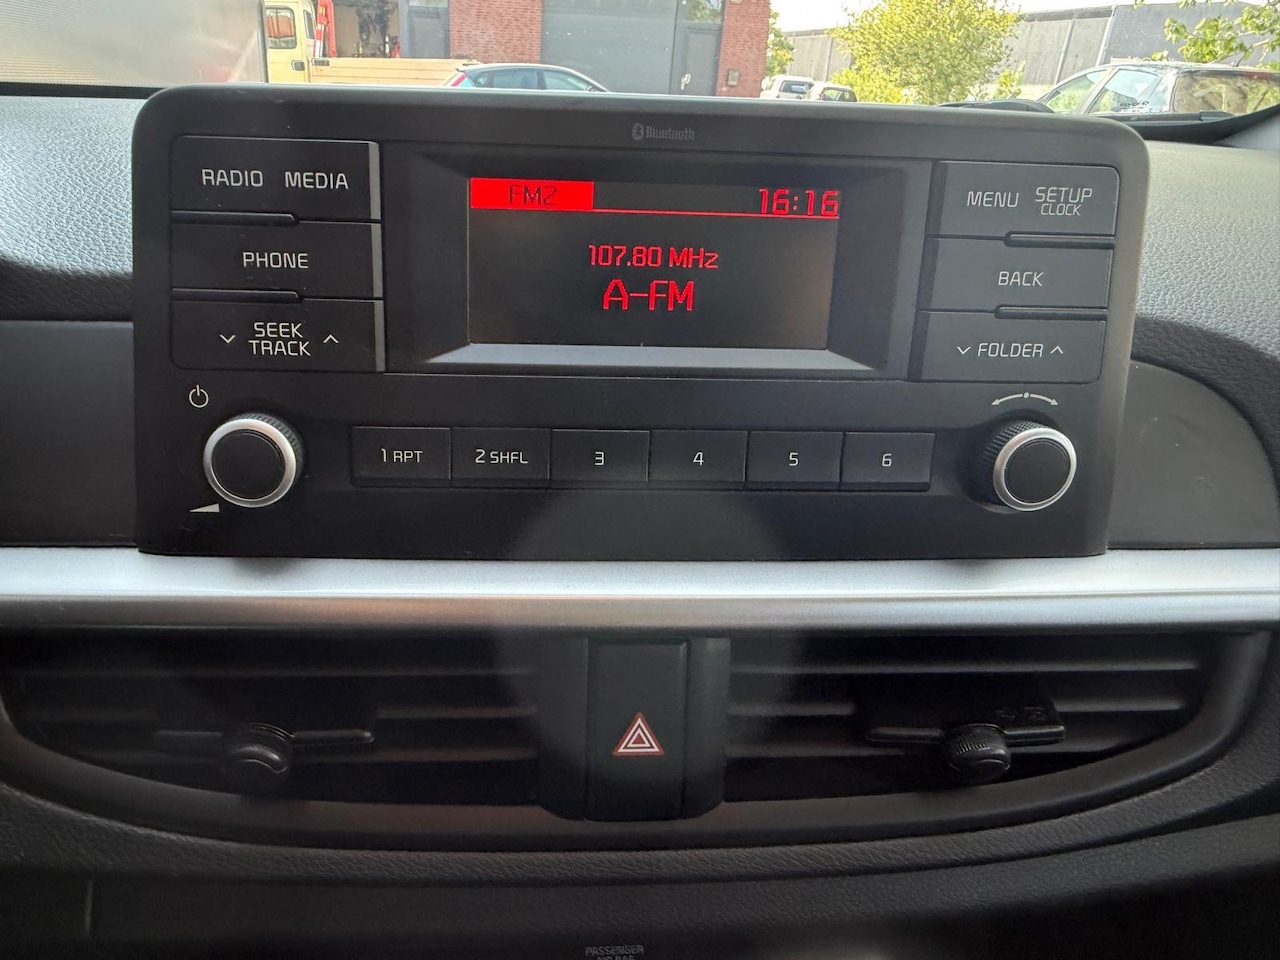 Bluetooth
RADIO MEDIA
PHONE
SEEK
TRACK
FM2 16:16
107.80 MHz
A-FM
MENU SETUP
CLOCK
BACK
FOLDER
1 RPT 2 SHFL 3 4 5 6
PASSENGER